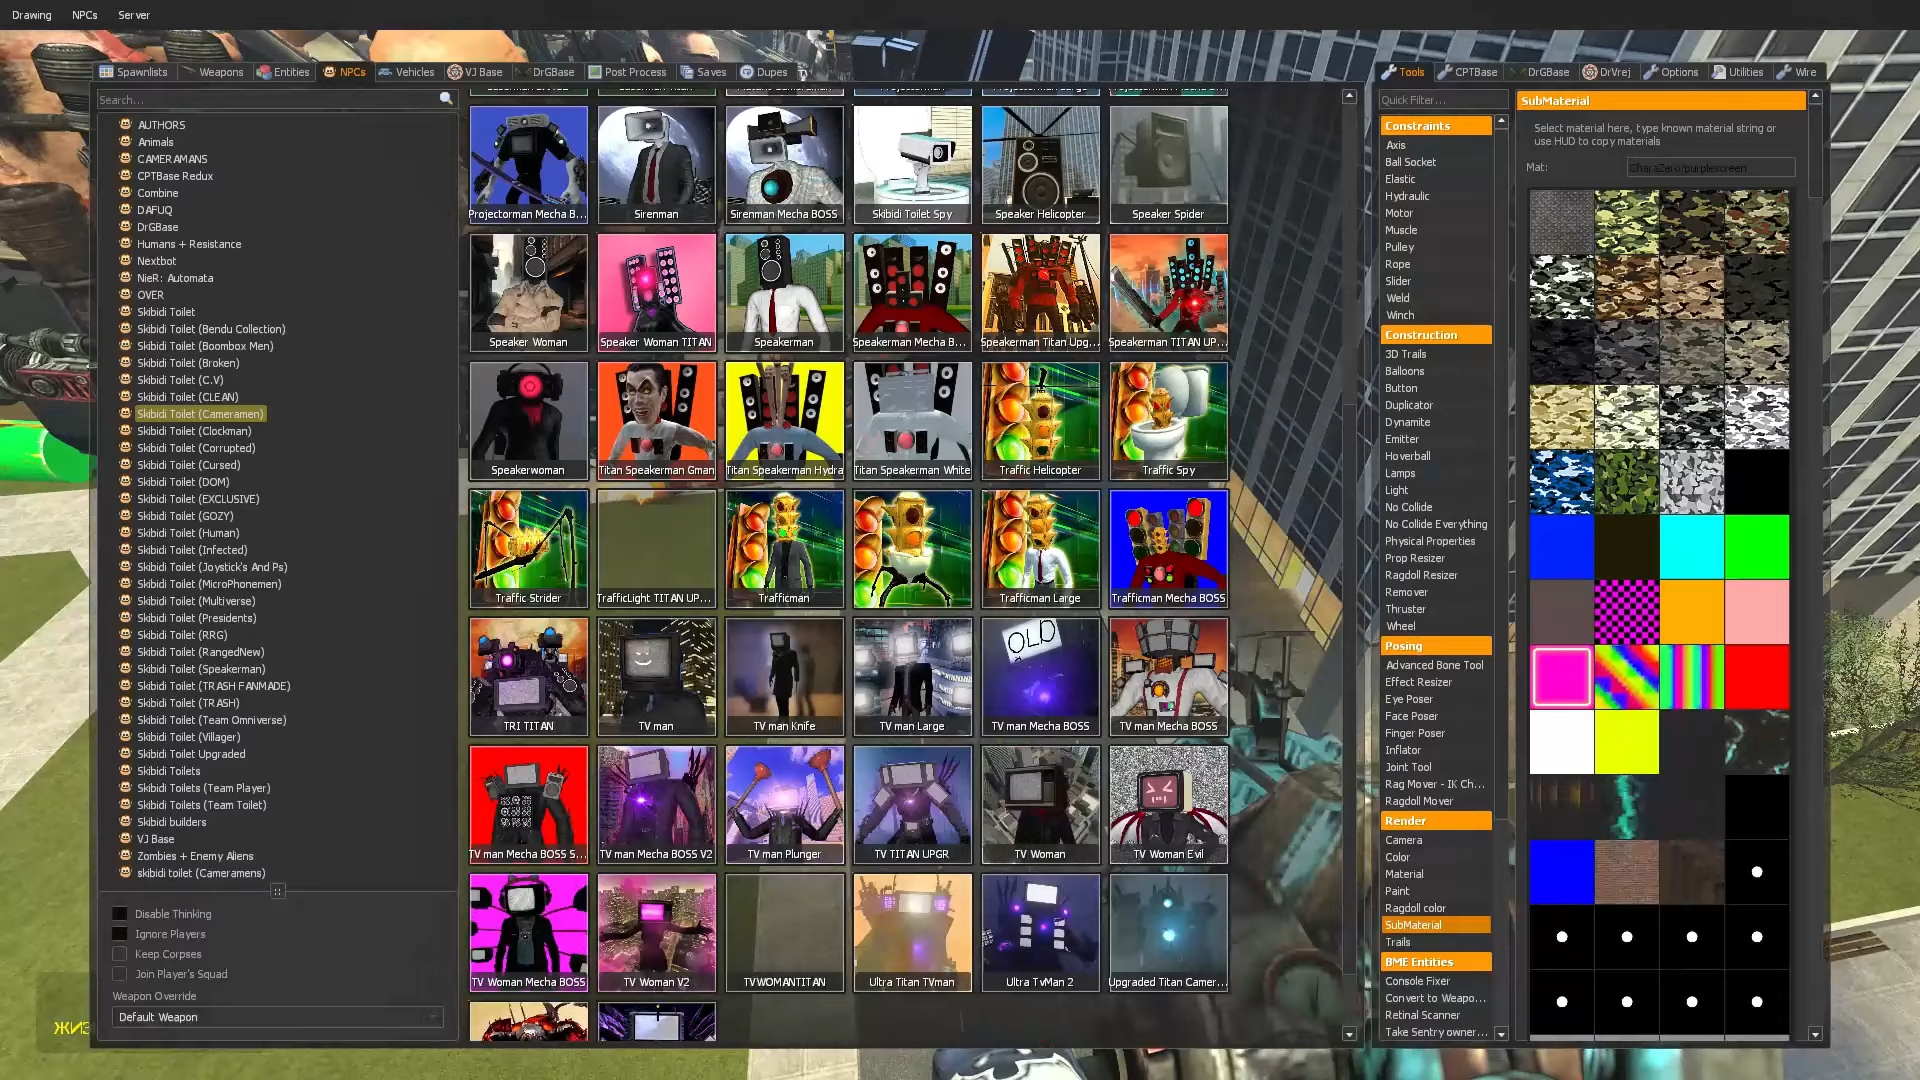 Drawing NPCs Server
Spawnlists Weapons Entities NPCs Vehicles VJ Base DrGBase Post Process Saves Dupes
Tools CPTBase DrGBase DrVrej Options Utilities Wire
Search...
AUTHORS
Animals
CAMERAMANS
CPTBase Redux
Combine
DAFUQ
DrGBase
Humans + Resistance
Nextbot
NieR: Automata
OVER
Skibidi Toilet
Skibidi Toilet (Bendu Collection)
Skibidi Toilet (Boombox Men)
Skibidi Toilet (Broken)
Skibidi Toilet (C.V)
Skibidi Toilet (CLEAN)
Skibidi Toilet (Cameramen)
Skibidi Toilet (Clockman)
Skibidi Toilet (Corrupted)
Skibidi Toilet (Cursed)
Skibidi Toilet (DOM)
Skibidi Toilet (EXCLUSIVE)
Skibidi Toilet (GOZY)
Skibidi Toilet (Human)
Skibidi Toilet (Infected)
Skibidi Toilet (Joystick's And Ps)
Skibidi Toilet (MicroPhonemen)
Skibidi Toilet (Multiverse)
Skibidi Toilet (Presidents)
Skibidi Toilet (RRG)
Skibidi Toilet (RangedNew)
Skibidi Toilet (Speakerman)
Skibidi Toilet (TRASH FANMADE)
Skibidi Toilet (TRASH)
Skibidi Toilet (Team Omniverse)
Skibidi Toilet (Villager)
Skibidi Toilet Upgraded
Skibidi Toilets
Skibidi Toilets (Team Player)
Skibidi Toilets (Team Toilet)
Skibidi builders
VJ Base
Zombies + Enemy Aliens
skibidi toilet (Cameramens)
Disable Thinking
Ignore Players
Keep Corpses
Join Player's Squad
Weapon Override
Default Weapon
ЖИЗ
Projectorman Mecha B... Sirenman Sirenman Mecha BOSS Skibidi Toilet Spy Speaker Helicopter Speaker Spider
Speaker Woman Speaker Woman TITAN Speakerman Speakerman Mecha B... Speakerman Titan Upg... Speakerman TITAN UP...
Speakerwoman Titan Speakerman Gman Titan Speakerman Hydra Titan Speakerman White Traffic Helicopter Traffic Spy
Traffic Strider TrafficLight TITAN UP... Trafficman Trafficman Large Trafficman Mecha BOSS
OLD
TRI TITAN TV man TV man Knife TV man Large TV man Mecha BOSS TV man Mecha BOSS
TV man Mecha BOSS S... TV man Mecha BOSS V2 TV man Plunger TV TITAN UPGR TV Woman TV Woman Evil
TV Woman Mecha BOSS TV Woman V2 TVWOMANTITAN Ultra Titan TVman Ultra TvMan 2 Upgraded Titan Camer...
Quick Filter...
Constraints
Axis
Ball Socket
Elastic
Hydraulic
Motor
Muscle
Pulley
Rope
Slider
Weld
Winch
Construction
3D Trails
Balloons
Button
Duplicator
Dynamite
Emitter
Hoverball
Lamps
Light
No Collide
No Collide Everything
Physical Properties
Prop Resizer
Ragdoll Resizer
Remover
Thruster
Wheel
Posing
Advanced Bone Tool
Effect Resizer
Eye Poser
Face Poser
Finger Poser
Inflator
Joint Tool
Rag Mover - IK Ch...
Ragdoll Mover
Render
Camera
Color
Material
Paint
Ragdoll color
SubMaterial
Trails
BME Entities
Console Fixer
Convert to Weapo...
Retinal Scanner
Take Sentry owner...
SubMaterial
Select material here, type known material string or
use HUD to copy materials
Mat: CharaZero/purplescreen